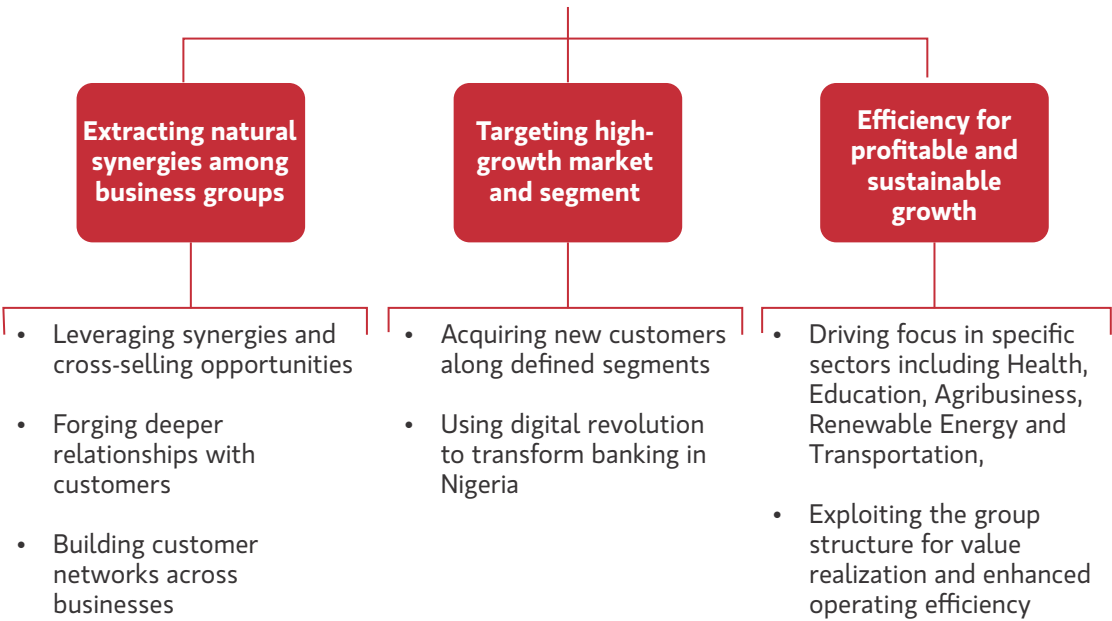 Extracting natural
synergies among
business groups
• Leveraging synergies and
cross-selling opportunities
• Forging deeper
relationships with
customers
• Building customer
networks across
businesses
Targeting high-
growth market
and segment
• Acquiring new customers
along defined segments
• Using digital revolution
to transform banking in
Nigeria
Efficiency for
profitable and
sustainable
growth
• Driving focus in specific
sectors including Health,
Education, Agribusiness,
Renewable Energy and
Transportation,
• Exploiting the group
structure for value
realization and enhanced
operating efficiency